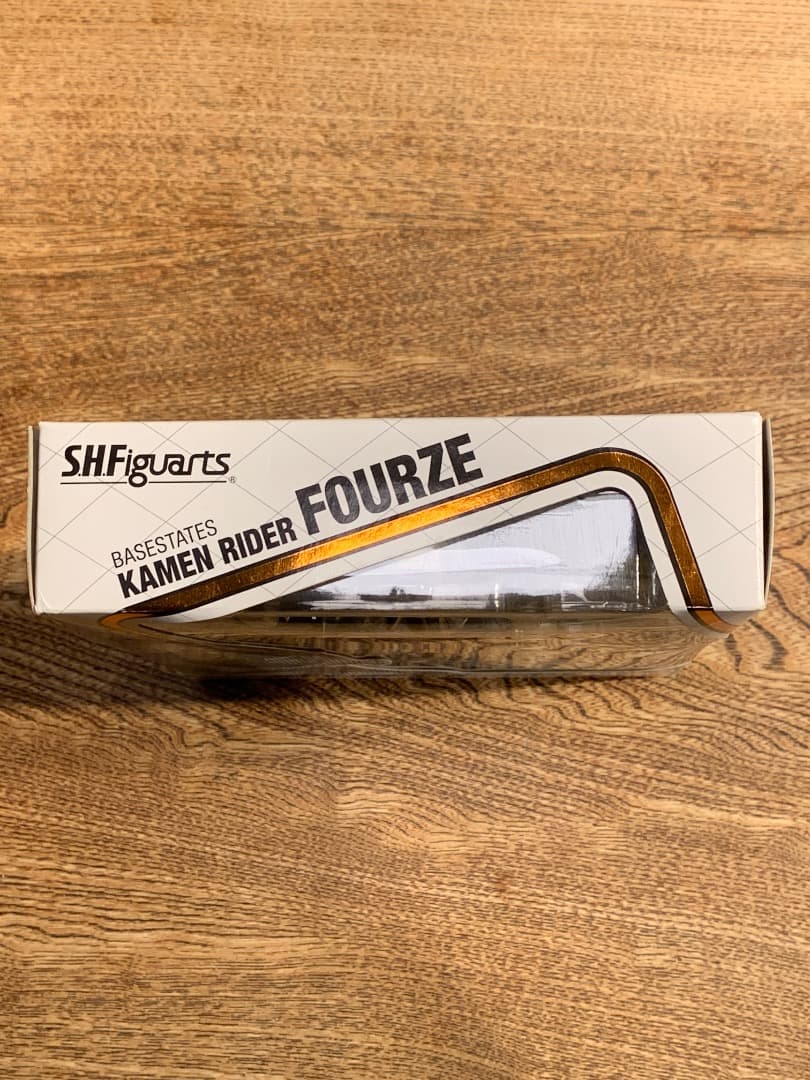 S.H.Figuarts®
BASESTATES
KAMEN RIDER FOURZE